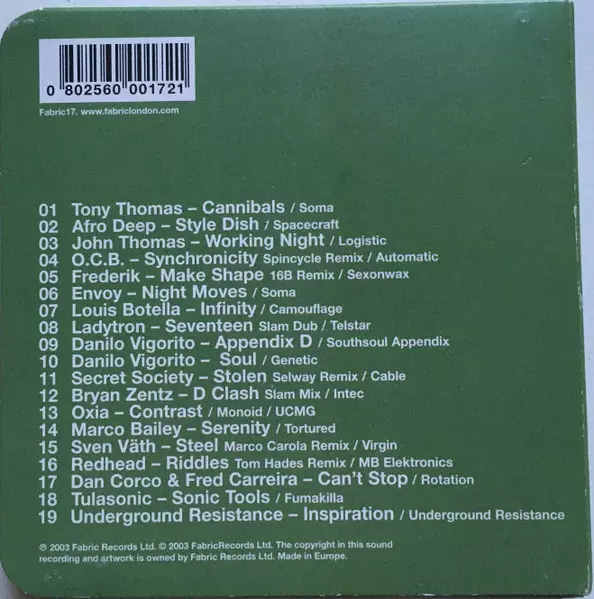 0 802560 001721
Fabric17. www.fabriclondon.com
01 Tony Thomas – Cannibals / Soma
02 Afro Deep – Style Dish / Spacecraft
03 John Thomas – Working Night / Logistic
04 O.C.B. – Synchronicity Spincycle Remix / Automatic
05 Frederik – Make Shape 16B Remix / Sexonwax
06 Envoy – Night Moves / Soma
07 Louis Botella – Infinity / Camouflage
08 Ladytron – Seventeen Slam Dub / Telstar
09 Danilo Vigorito – Appendix D / Southsoul Appendix
10 Danilo Vigorito – Soul / Genetic
11 Secret Society – Stolen Selway Remix / Cable
12 Bryan Zentz – D Clash Slam Mix / Intec
13 Oxia – Contrast / Monoid / UCMG
14 Marco Bailey – Serenity / Tortured
15 Sven Väth – Steel Marco Carola Remix / Virgin
16 Redhead – Riddles Tom Hades Remix / MB Elektronics
17 Dan Corco & Fred Carreira – Can't Stop / Rotation
18 Tulasonic – Sonic Tools / Fumakilla
19 Underground Resistance – Inspiration / Underground Resistance
℗ 2003 Fabric Records Ltd. © 2003 FabricRecords Ltd. The copyright in this sound
recording and artwork is owned by Fabric Records Ltd. Made in Europe.